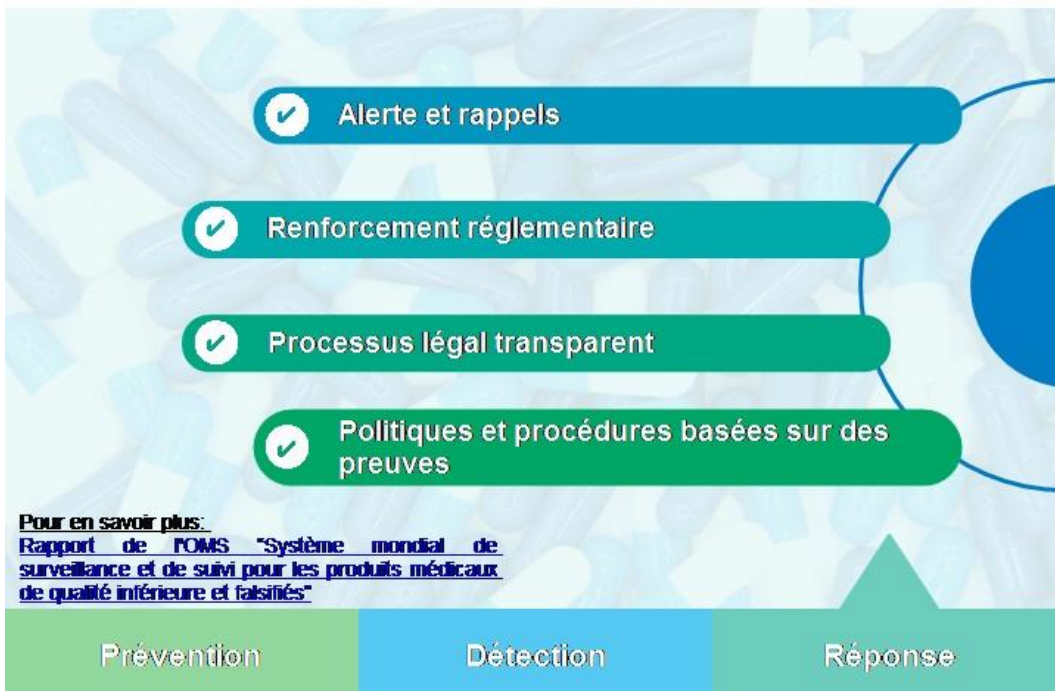 Alerte et rappels
Renforcement réglementaire
Processus légal transparent
Politiques et procédures basées sur des
preuves
Pour en savoir plus:
Rapport de l'OMS "Système mondial de
surveillance et de suivi pour les produits médicaux
de qualité inférieure et falsifiés"
Prévention
Détection
Réponse